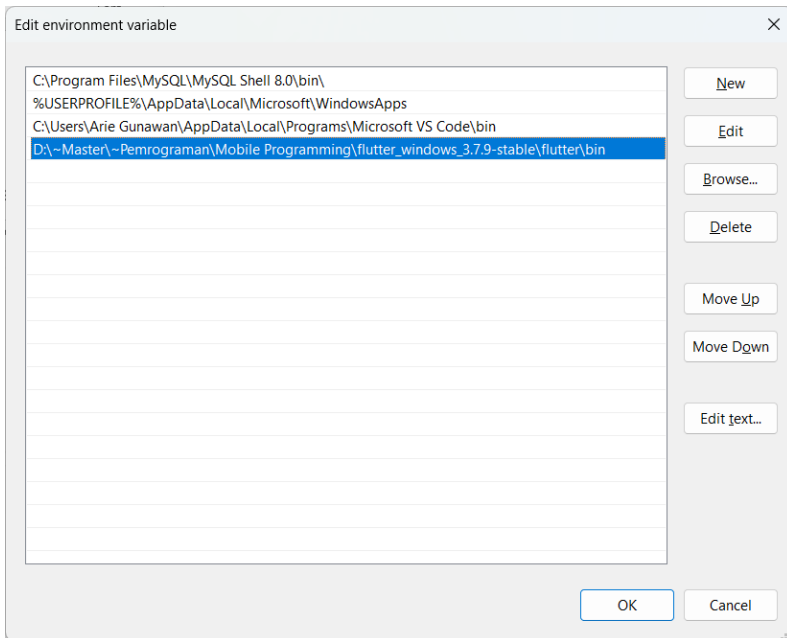 Edit environment variable
C:\Program Files\MySQL\MySQL Shell 8.0\bin\
%USERPROFILE%\AppData\Local\Microsoft\WindowsApps
C:\Users\Arie Gunawan\AppData\Local\Programs\Microsoft VS Code\bin
D:\~Master\~Pemrograman\Mobile Programming\flutter_windows_3.7.9-stable\flutter\bin
New
Edit
Browse...
Delete
Move Up
Move Down
Edit text...
OK
Cancel